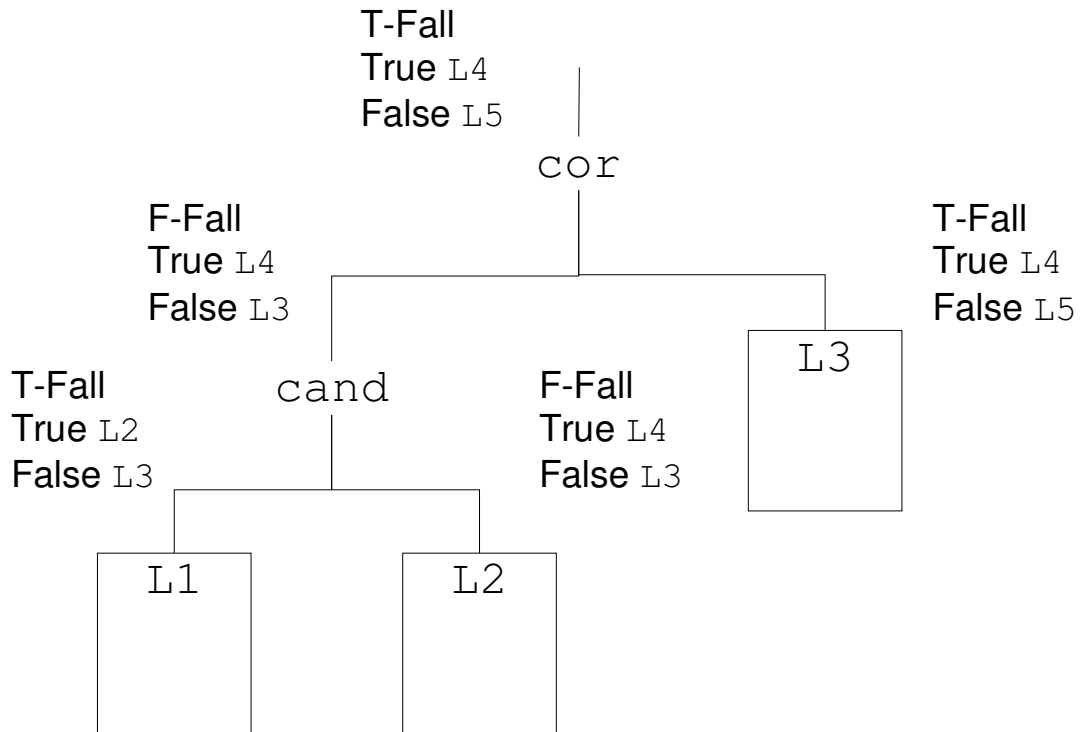 T-Fall
True L4
False L5
cor
F-Fall
True L4
False L3
T-Fall
True L4
False L5
L3
T-Fall
True L2
False L3
cand
F-Fall
True L4
False L3
L1
L2